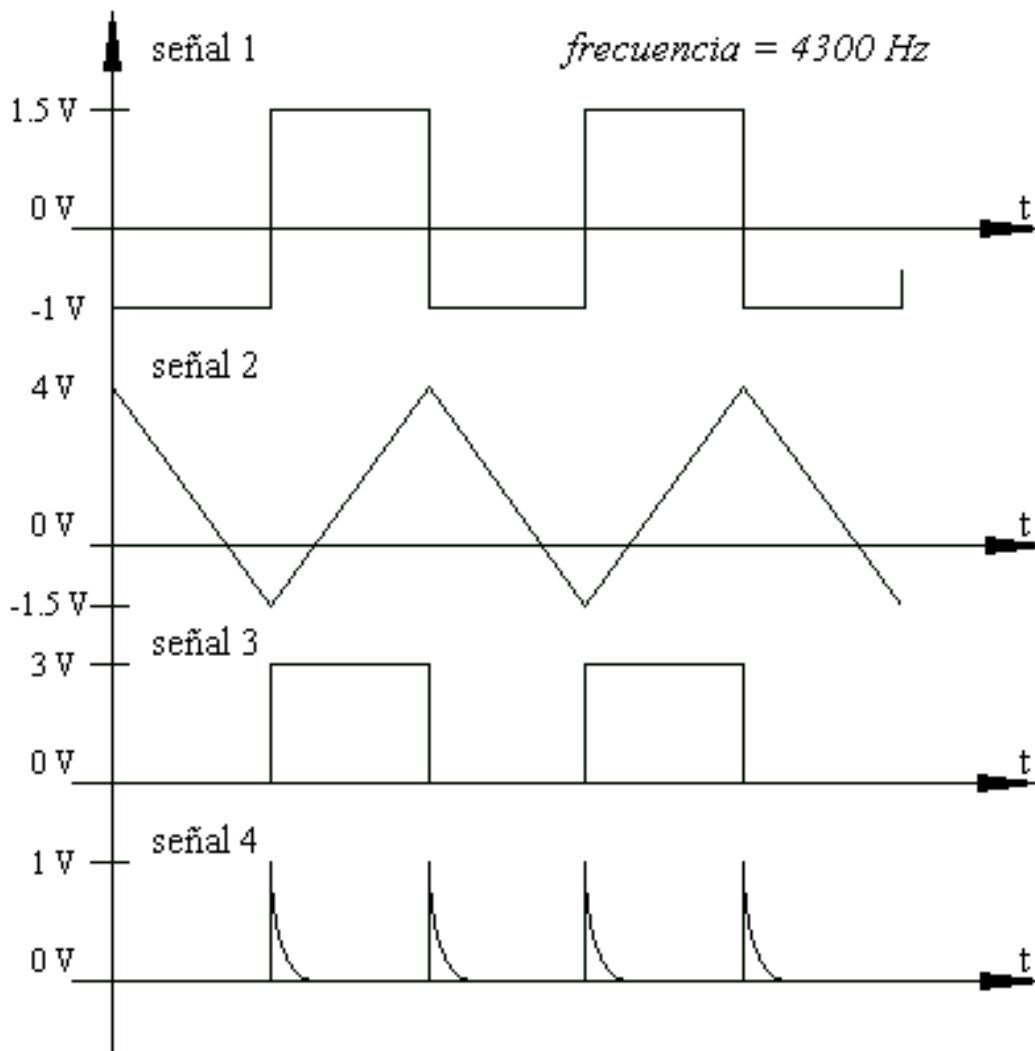 señal 1
frecuencia = 4300 Hz
1.5 V
0 V
t
-1 V
señal 2
4 V
0 V
t
-1.5 V
señal 3
3 V
0 V
t
señal 4
1 V
0 V
t